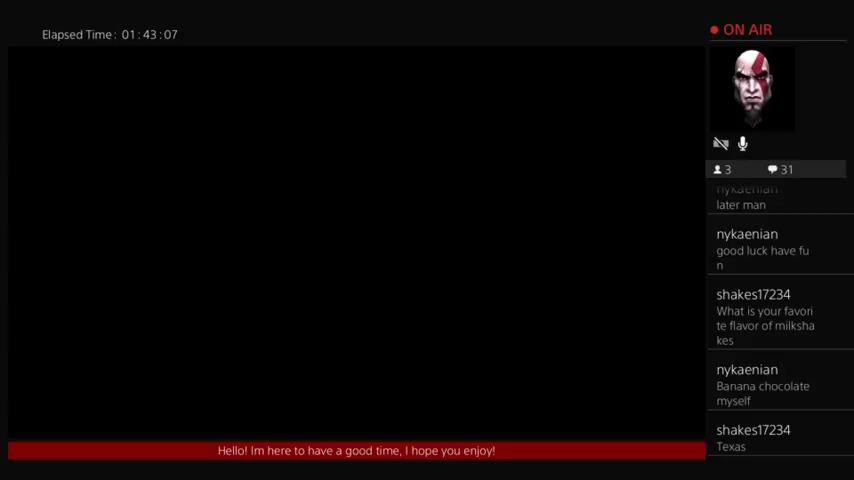 Elapsed Time: 01:43:07
ON AIR
3 31
nykaenian
later man
nykaenian
good luck have fu
n
shakes17234
What is your favori
te flavor of milksha
kes
nykaenian
Banana chocolate
myself
shakes17234
Texas
Hello! Im here to have a good time, I hope you enjoy!